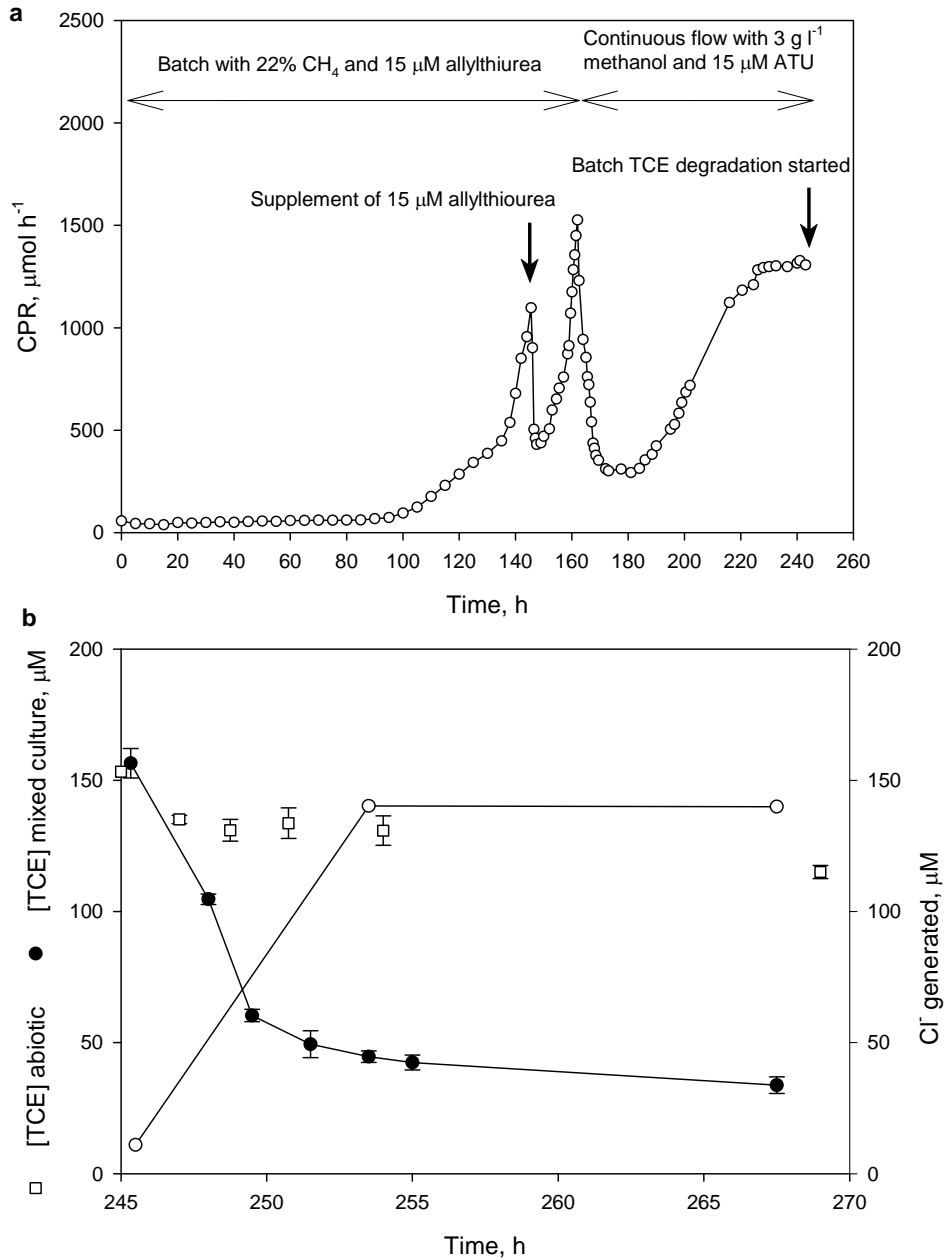 a
2500
2000
1500
1000
500
0
CPR, μmol h-1
Batch with 22% CH4 and 15 μM allylthiurea
Continuous flow with 3 g l-1
methanol and 15 μM ATU
Batch TCE degradation started
Supplement of 15 μM allylthiourea
0 20 40 60 80 100 120 140 160 180 200 220 240 260
Time, h
b
200
150
100
50
0
[TCE] abiotic
[TCE] mixed culture, μM
200
150
100
50
0
Cl- generated, μM
245 250 255 260 265 270
Time, h